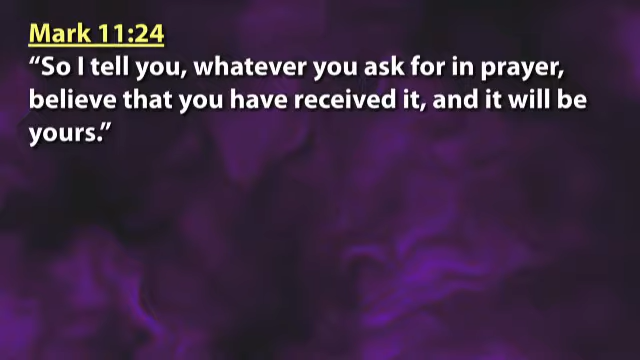 Mark 11:24
“So I tell you, whatever you ask for in prayer,
believe that you have received it, and it will be
yours.”